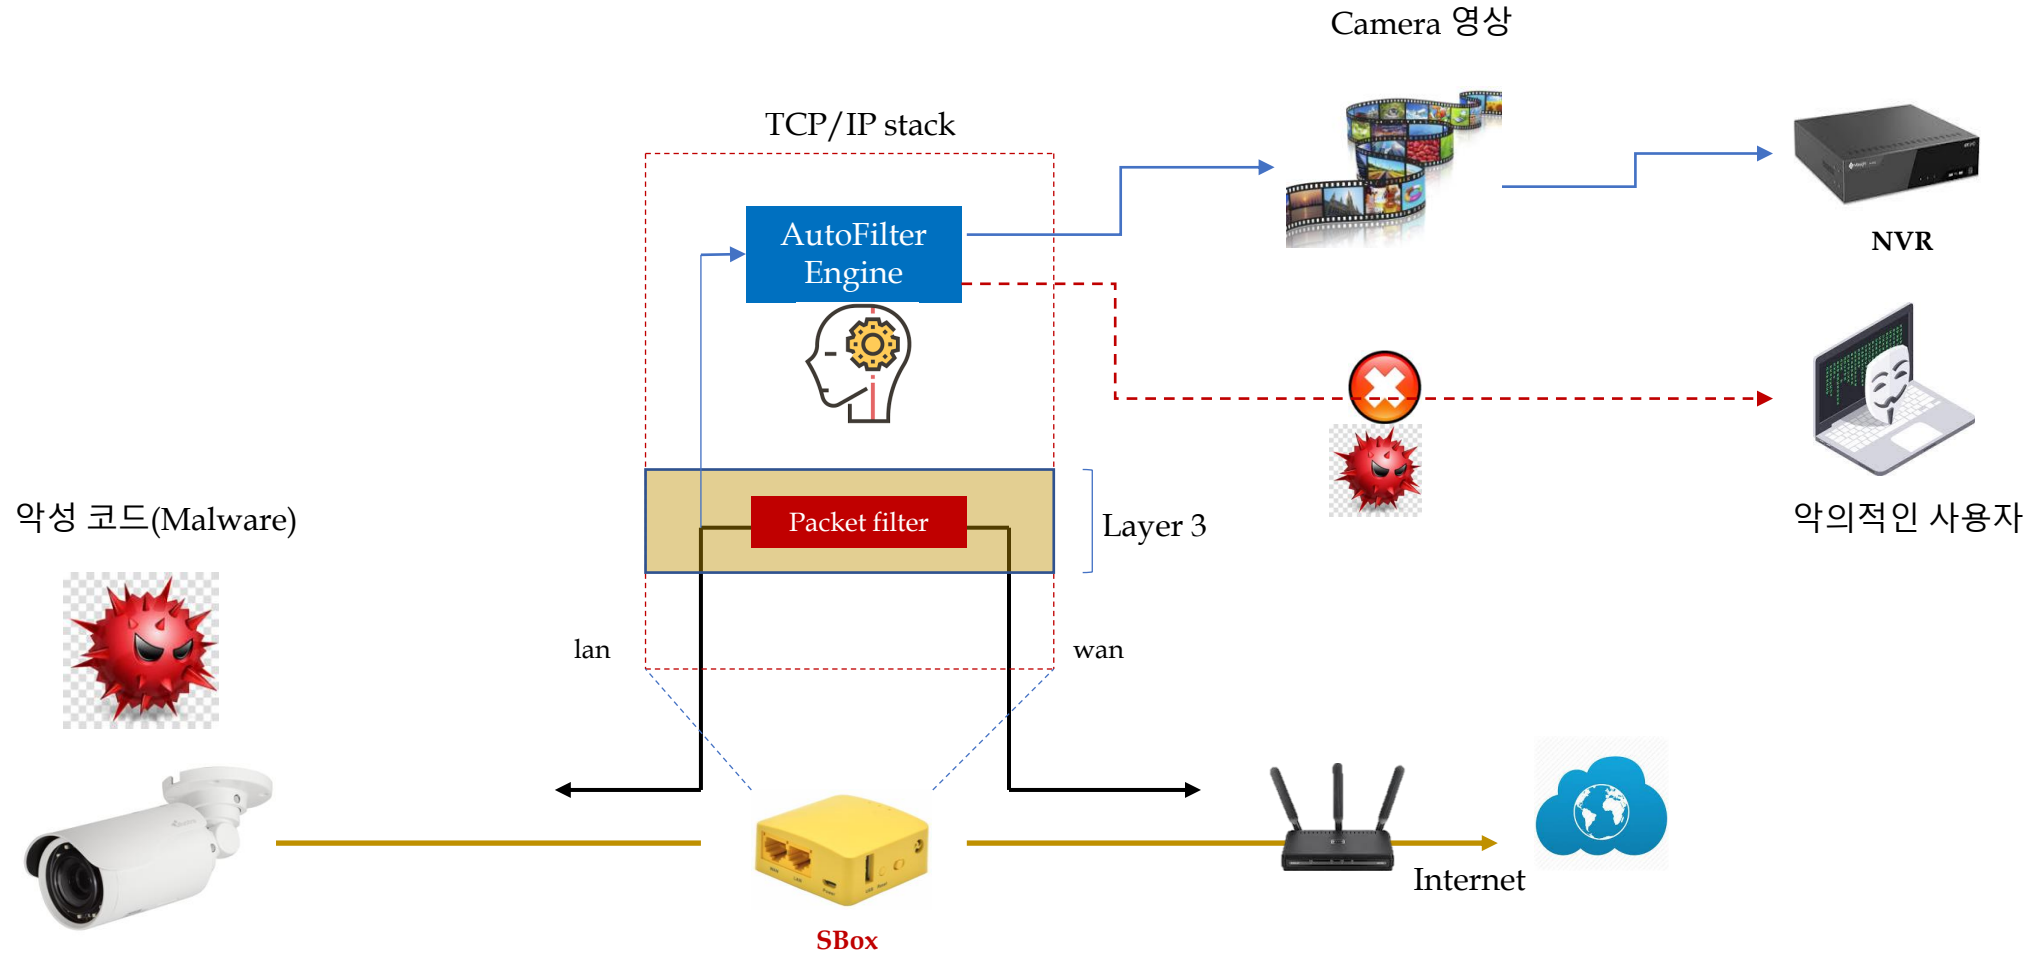 Camera 영상
TCP/IP stack
AutoFilter
Engine
NVR
Packet filter
Layer 3
악성 코드(Malware)
악의적인 사용자
lan
wan
Internet
SBox